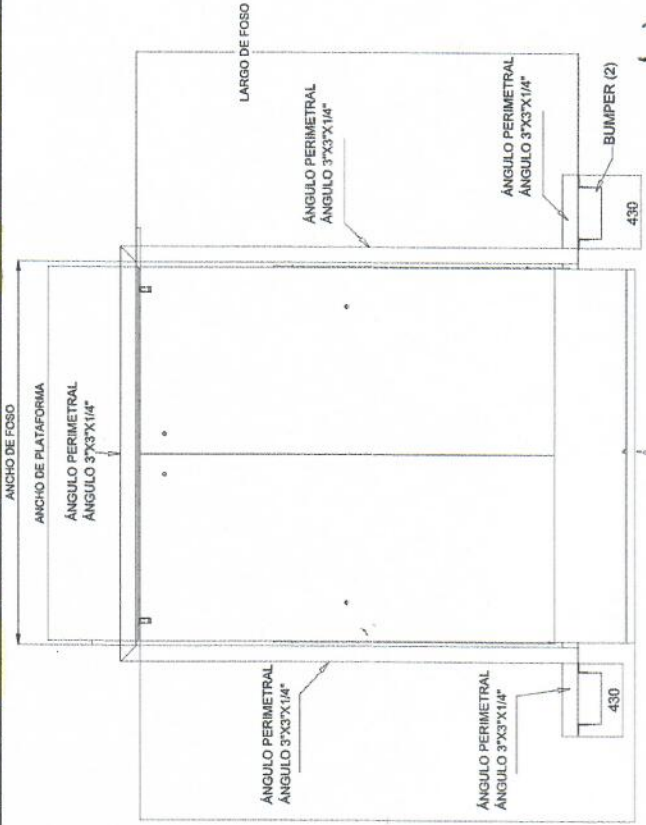 ANCHO DE FOSO
ANCHO DE PLATAFORMA
ÁNGULO PERIMETRAL
ÁNGULO 3"X3"X1/4"
LARGO DE FOSO
ÁNGULO PERIMETRAL
ÁNGULO 3"X3"X1/4"
ÁNGULO PERIMETRAL
ÁNGULO 3"X3"X1/4"
BUMPER (2)
430
ÁNGULO PERIMETRAL
ÁNGULO 3"X3"X1/4"
ÁNGULO PERIMETRAL
ÁNGULO 3"X3"X1/4"
430